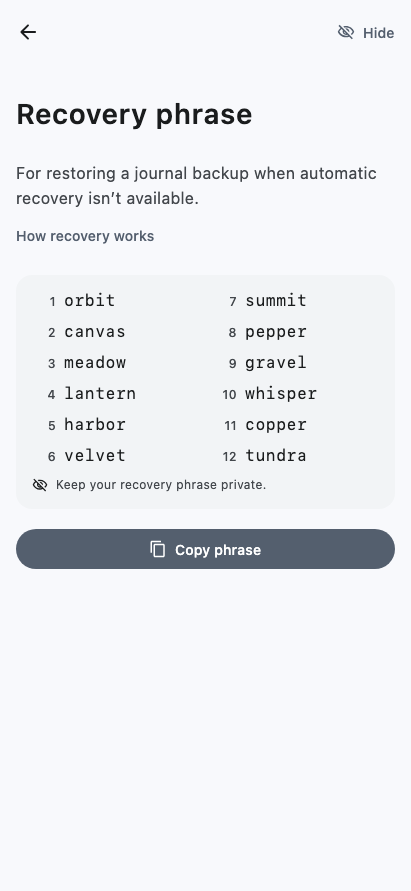 Hide
Recovery phrase
For restoring a journal backup when automatic
recovery isn’t available.
How recovery works
1 orbit
2 canvas
3 meadow
4 lantern
5 harbor
6 velvet
7 summit
8 pepper
9 gravel
10 whisper
11 copper
12 tundra
Keep your recovery phrase private.
Copy phrase